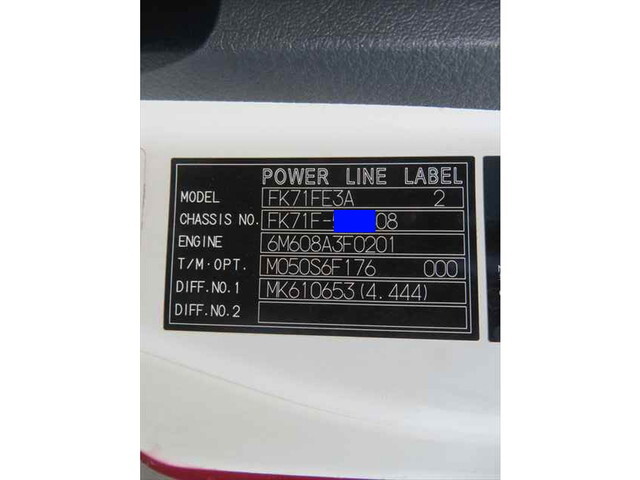 POWER LINE LABEL
MODEL FK71FE3A 2
CHASSIS NO. FK71F- 08
ENGINE 6M608A3F0201
T/M·OPT. M050S6F176 000
DIFF.NO.1 MK610653(4.444)
DIFF.NO.2